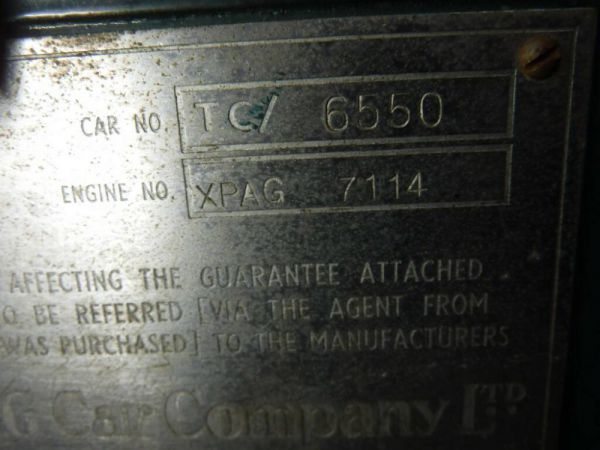 CAR NO. TC/ 6550
ENGINE NO. XPAG 7114
AFFECTING THE GUARANTEE ATTACHED
O BE REFERRED [VIA THE AGENT FROM
WAS PURCHASED] TO THE MANUFACTURERS
G Car Company LTD